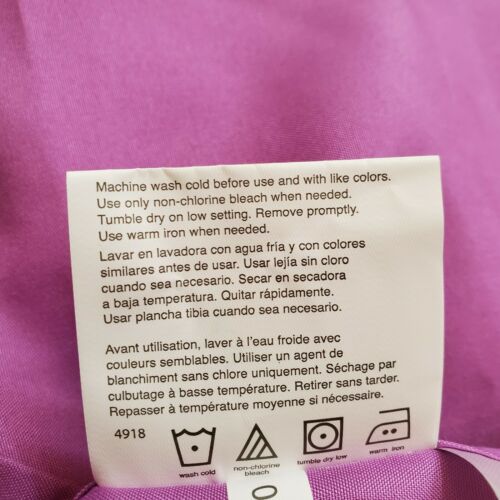 Machine wash cold before use and with like colors.
Use only non-chlorine bleach when needed.
Tumble dry on low setting. Remove promptly.
Use warm iron when needed.
Lavar en lavadora con agua fría y con colores
similares antes de usar. Usar lejía sin cloro
cuando sea necesario. Secar en secadora
a baja temperatura. Quitar rápidamente.
Usar plancha tibia cuando sea necesario.
Avant utilisation, laver à l'eau froide avec
couleurs semblables. Utiliser un agent de
blanchiment sans chlore uniquement. Séchage par
culbutage à basse température. Retirer sans tarder.
Repasser à température moyenne si nécessaire.
4918
wash cold
non-chlorine
bleach
tumble dry low
warm iron
0